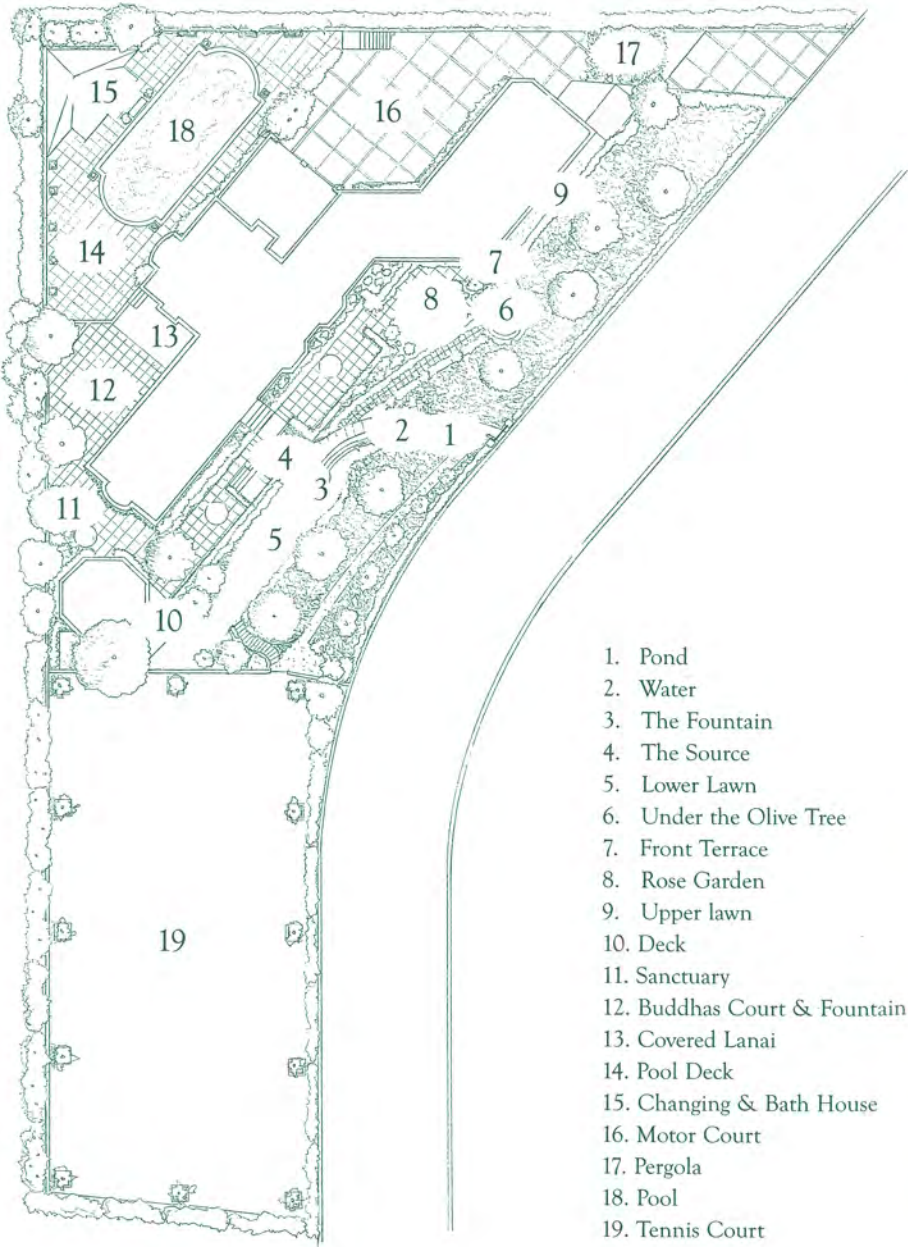 17
15
16
18
9
14
7
8
6
13
12
2
1
4
3
11
5
10
19
1. Pond
2. Water
3. The Fountain
4. The Source
5. Lower Lawn
6. Under the Olive Tree
7. Front Terrace
8. Rose Garden
9. Upper lawn
10. Deck
11. Sanctuary
12. Buddhas Court & Fountain
13. Covered Lanai
14. Pool Deck
15. Changing & Bath House
16. Motor Court
17. Pergola
18. Pool
19. Tennis Court